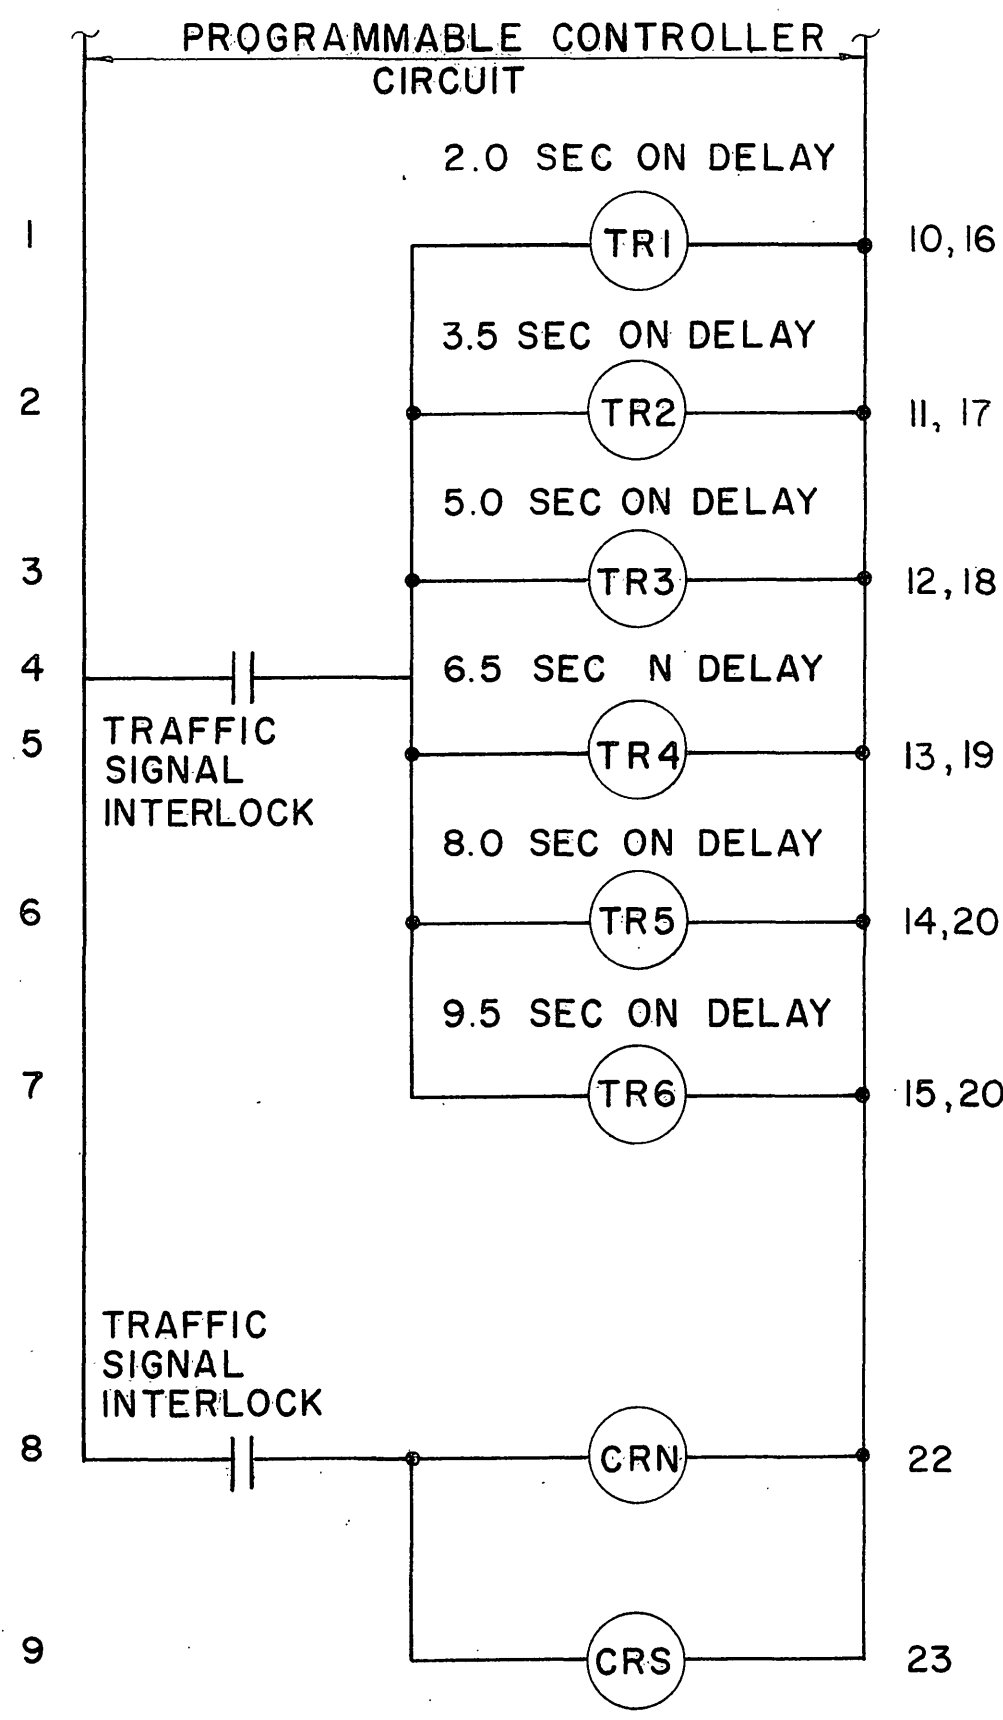 PROGRAMMABLE CONTROLLER
CIRCUIT
2.0 SEC ON DELAY
1 TR1 10,16
3.5 SEC ON DELAY
2 TR2 11, 17
5.0 SEC ON DELAY
3 TR3 12,18
4 6.5 SEC N DELAY
TRAFFIC
SIGNAL
INTERLOCK
5 TR4 13,19
8.0 SEC ON DELAY
6 TR5 14,20
9.5 SEC ON DELAY
7 TR6 15,20
TRAFFIC
SIGNAL
INTERLOCK
8 CRN 22
9 CRS 23